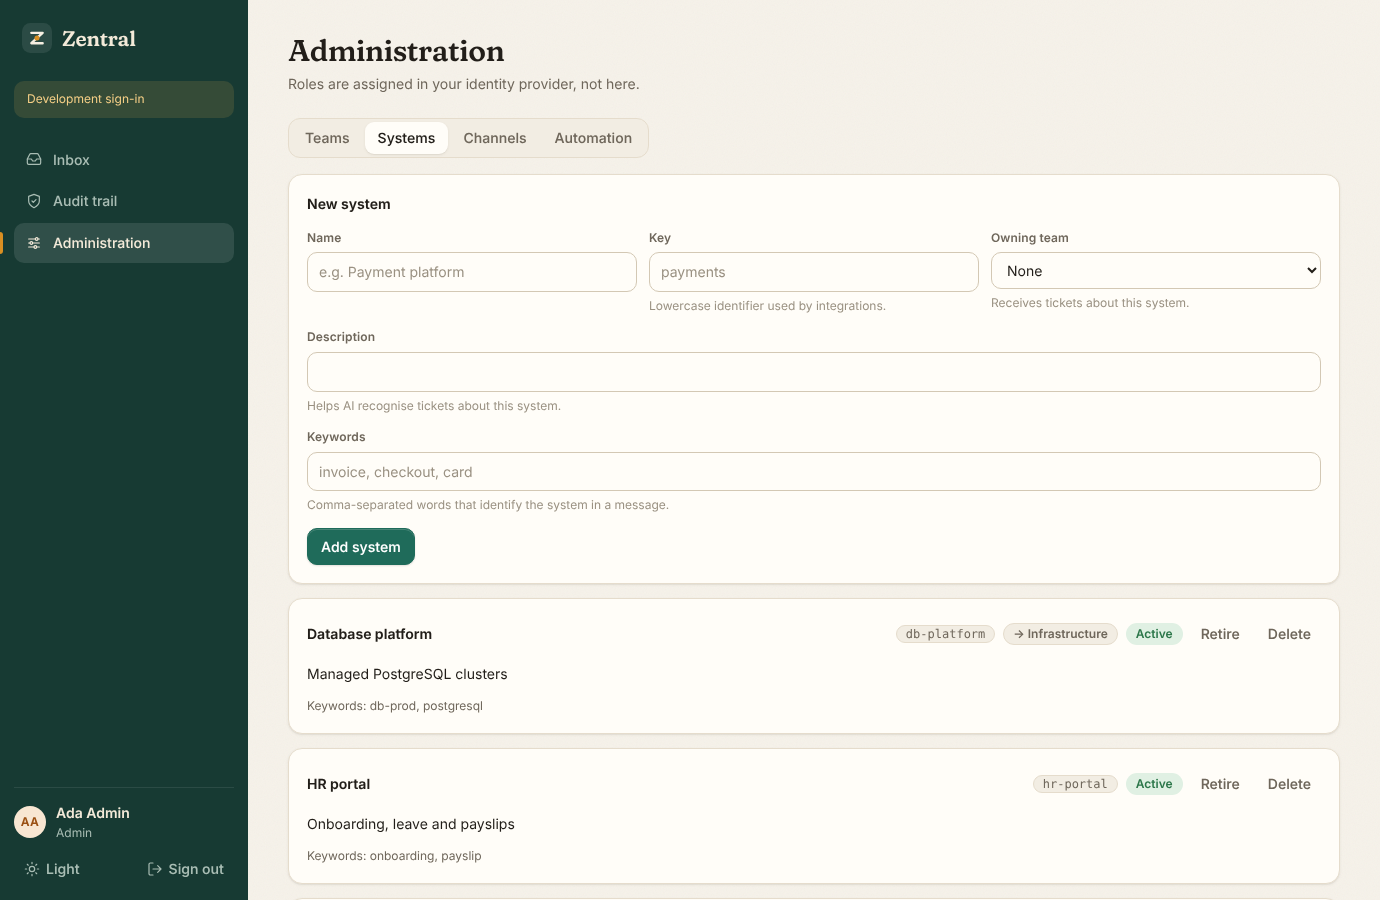 Zentral
Development sign-in
Inbox
Audit trail
Administration
AA
Ada Admin
Admin
Light
Sign out
Administration
Roles are assigned in your identity provider, not here.
Teams
Systems
Channels
Automation
New system
Name
Key
Owning team
e.g. Payment platform
payments
None
Lowercase identifier used by integrations.
Receives tickets about this system.
Description
Helps AI recognise tickets about this system.
Keywords
invoice, checkout, card
Comma-separated words that identify the system in a message.
Add system
Database platform
db-platform
→ Infrastructure
Active
Retire
Delete
Managed PostgreSQL clusters
Keywords: db-prod, postgresql
HR portal
hr-portal
Active
Retire
Delete
Onboarding, leave and payslips
Keywords: onboarding, payslip